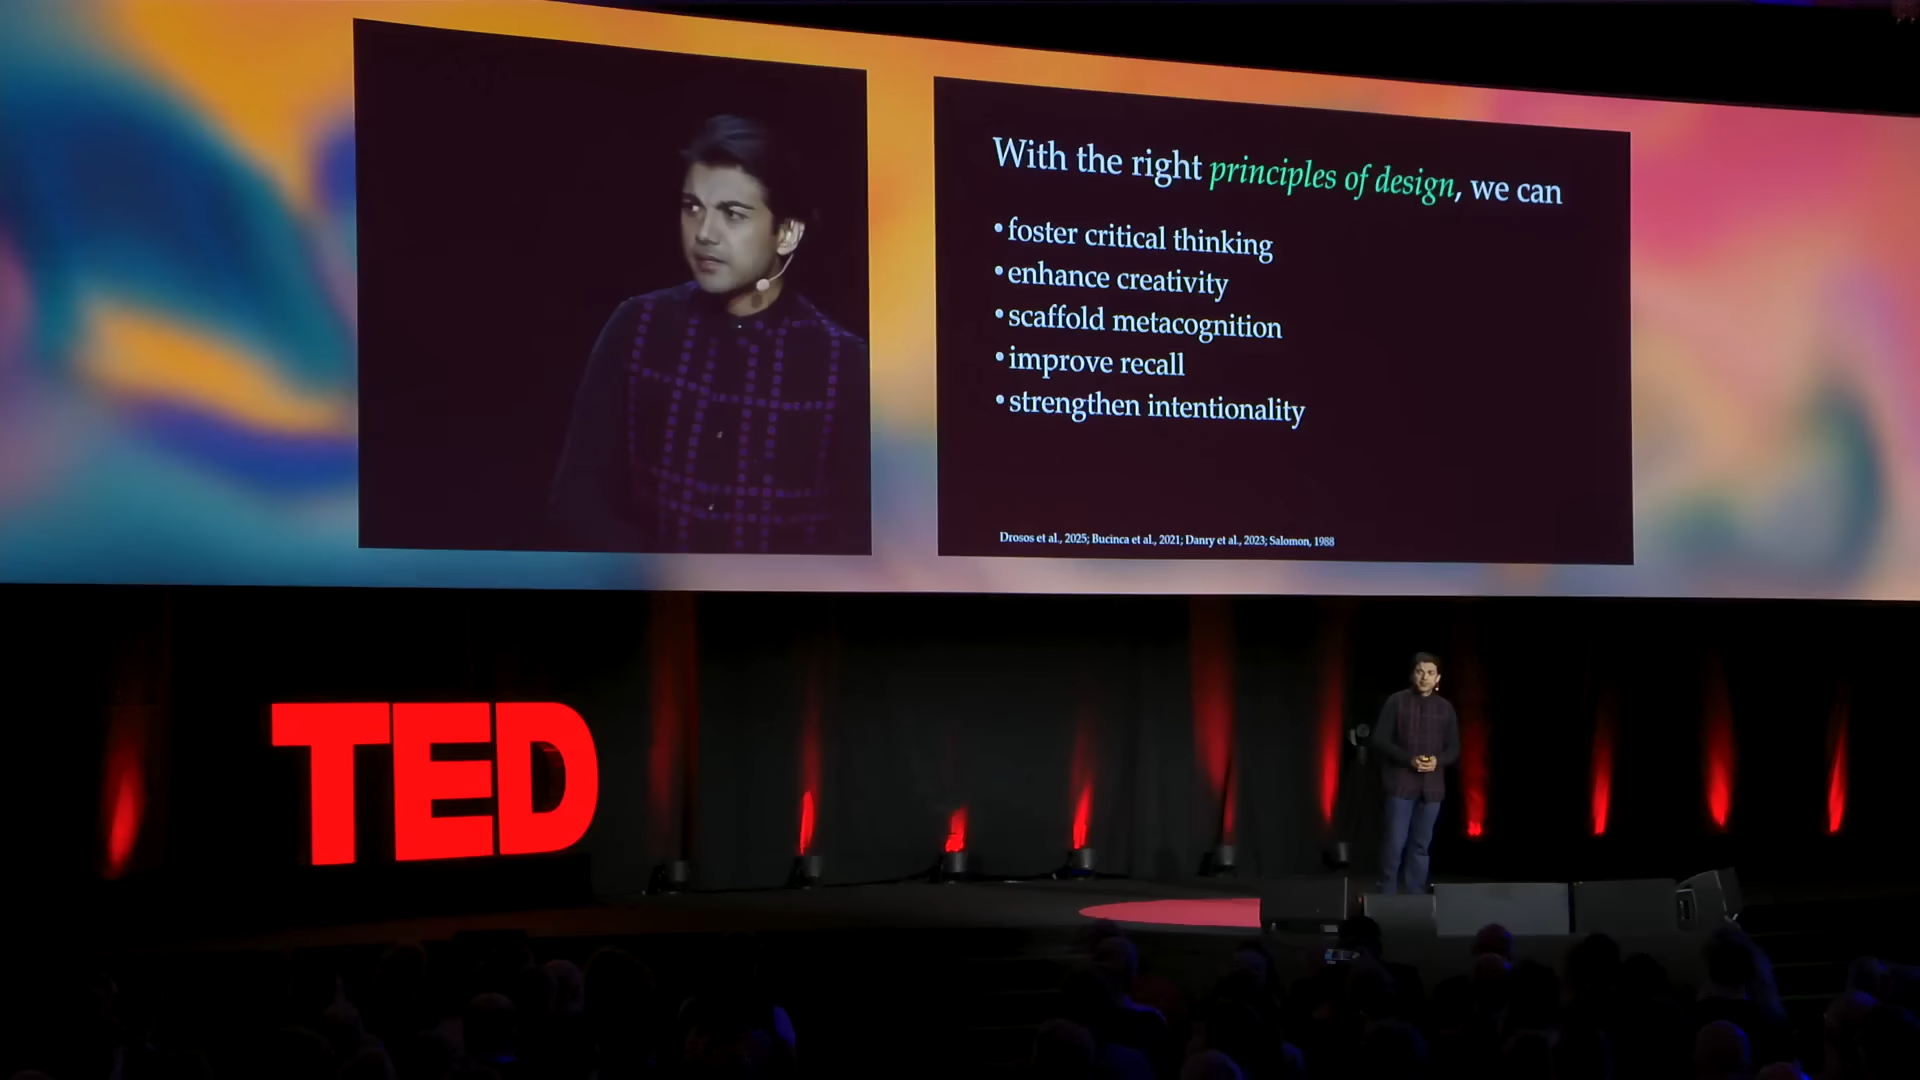 With the right principles of design, we can
• foster critical thinking
• enhance creativity
• scaffold metacognition
• improve recall
• strengthen intentionality
Drosos et al., 2025; Bucinca et al., 2021; Danry et al., 2023; Salomon, 1988
TED